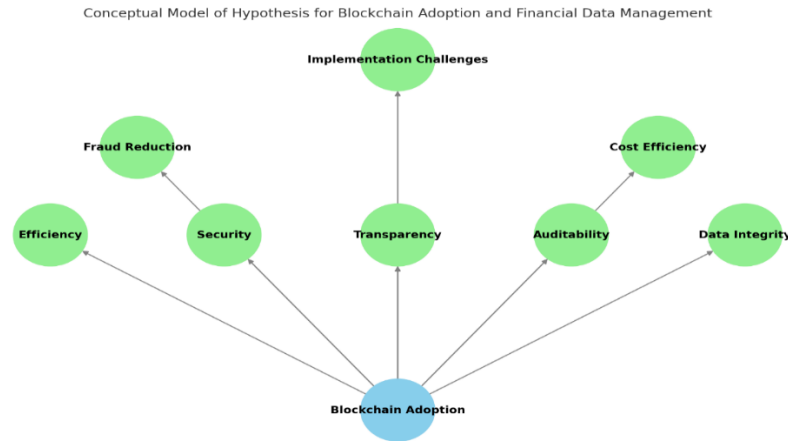 Conceptual Model of Hypothesis for Blockchain Adoption and Financial Data Management
Implementation Challenges
Fraud Reduction
Cost Efficiency
Efficiency
Security
Transparency
Auditability
Data Integrity
Blockchain Adoption